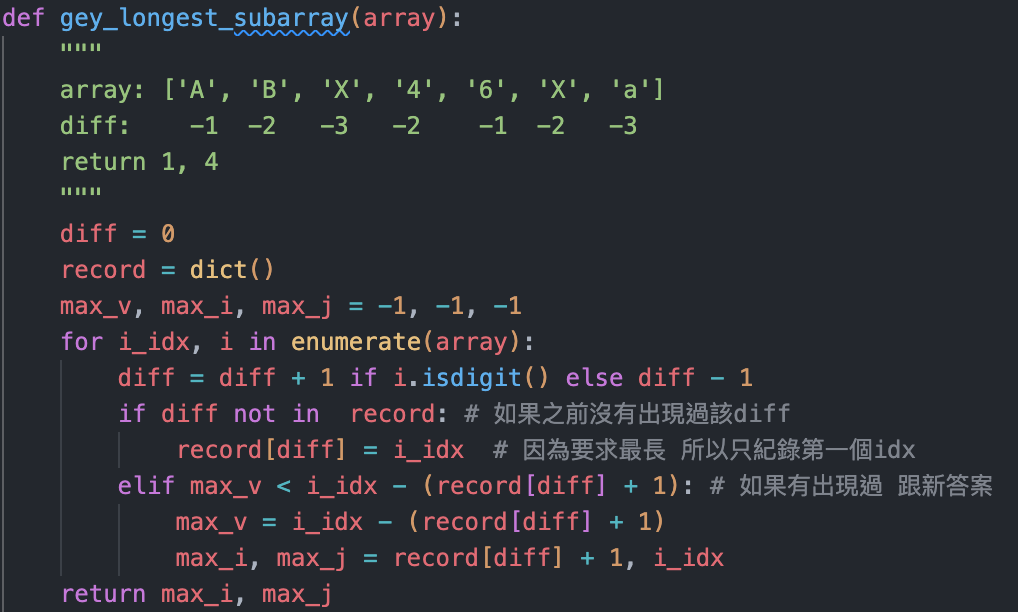 def gey_longest_subarray(array):
    """
    array: ['A', 'B', 'X', '4', '6', 'X', 'a']
    diff:    -1  -2   -3   -2    -1  -2   -3
    return 1, 4
    """
    diff = 0
    record = dict()
    max_v, max_i, max_j = -1, -1, -1
    for i_idx, i in enumerate(array):
        diff = diff + 1 if i.isdigit() else diff - 1
        if diff not in  record: # 如果之前沒有出現過該diff
            record[diff] = i_idx  # 因為要求最長 所以只紀錄第一個idx
        elif max_v < i_idx - (record[diff] + 1): # 如果有出現過 跟新答案
            max_v = i_idx - (record[diff] + 1)
            max_i, max_j = record[diff] + 1, i_idx
    return max_i, max_j